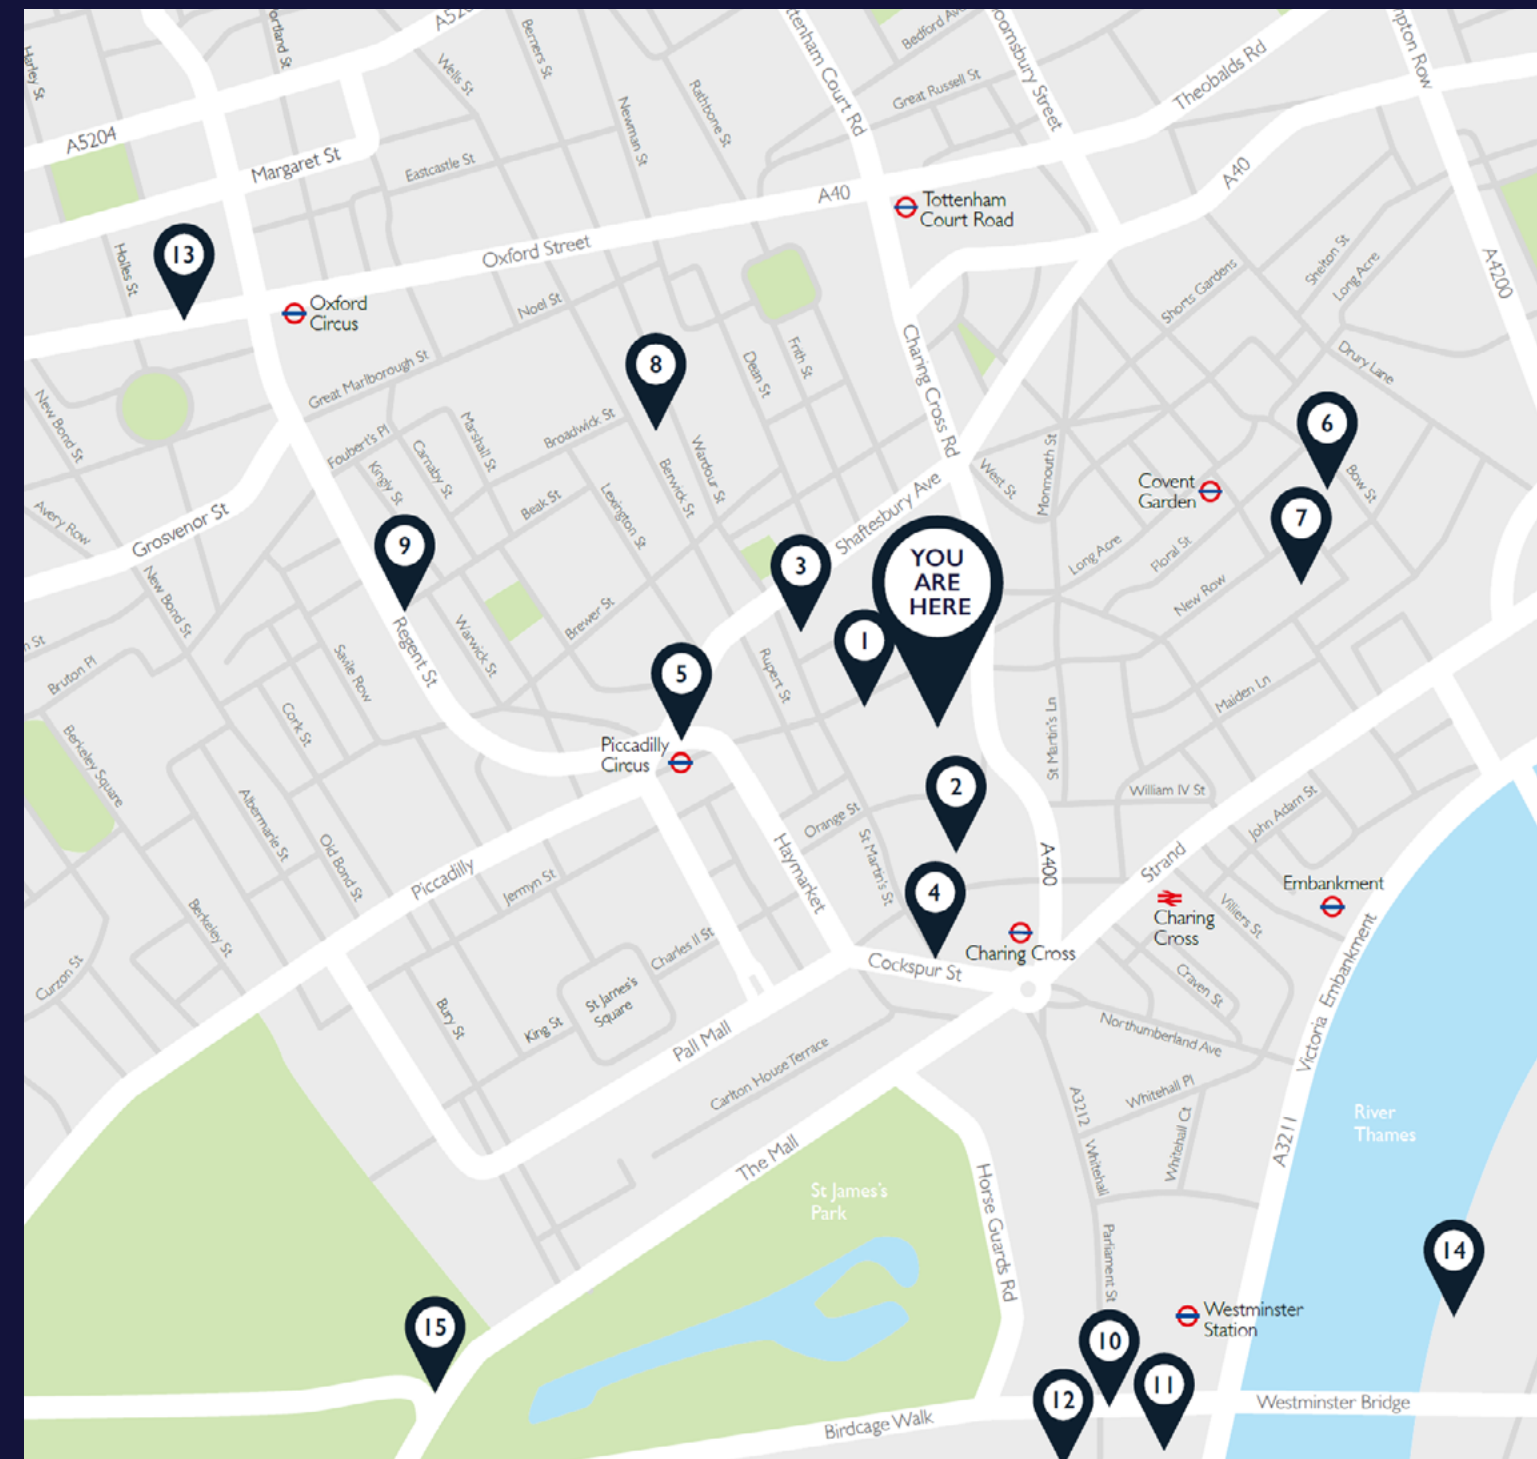 Harley St
A5204
Margaret St
Wells St
Berners St
Newman St
Rathbone St
Eastcastle St
Court Rd
Bedford
Great Russell St
Street
Theobalds Rd
Row
A40
A40
Tottenham
Court Road
Oxford Street
Holles St
13
Oxford
Circus
Noel St
Great Marlborough St
8
Dean St
Frith St
Charing Cross Rd
Shorts Gardens
Shelton St
Long Acre
A4200
Drury Lane
New Bond St
Foubert's Pl
Kingly St
Carnaby St
Marshall St
Broadwick St
Berwick St
Wardour St
Lexington St
Beak St
West St
Monmouth St
Covent
Garden
6
Bow St
7
Avery Row
Grosvenor St
New Bond St
9
Shaftesbury Ave
3
YOU
ARE
HERE
Long Acre
Floral St
New Row
1
Brewer St
Warwick St
Regent St
Savile Row
Bruton Pl
5
Rupert St
Maiden Ln
St Martin's Ln
Berkeley Square
Cork St
Piccadilly
Circus
2
William IV St
John Adam St
Albermarie St
Old Bond St
Orange St
St Martin's St
Haymarket
A400
Strand
Piccadilly
Jermyn St
4
Charing Cross
Charing
Cross
Villiers St
Embankment
Berkeley St
Charles II St
Cockspur St
Curzon St
Bury St
King St
St James's
Square
Pall Mall
Craven St
Northumberland Ave
Victoria Embankment
Carlton House Terrace
A3212
Whitehall Pl
Whitehall Ct
Whitehall
A3211
River
Thames
The Mall
St James's
Park
Horse Guards Rd
Parliament St
14
Westminster
Station
15
10
11
12
Westminster Bridge
Birdcage Walk